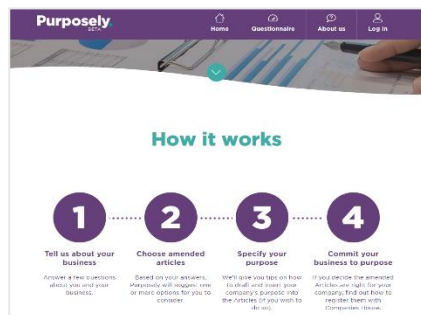 Purposely.
BETA
Home
Questionnaire
About us
Log In
How it works
1
2
3
4
Tell us about your
business
Choose amended
articles
Specify your
purpose
Commit your
business to purpose
Answer a few questions
about you and your
business.
Based on your answers,
Purposely will suggest one
or more options for you to
consider.
We'll give you tips on how
to draft and insert your
company's purpose into
the Articles (if you wish to
do so).
If you decide the amended
Articles are right for your
company, find out how to
register them with
Companies House.